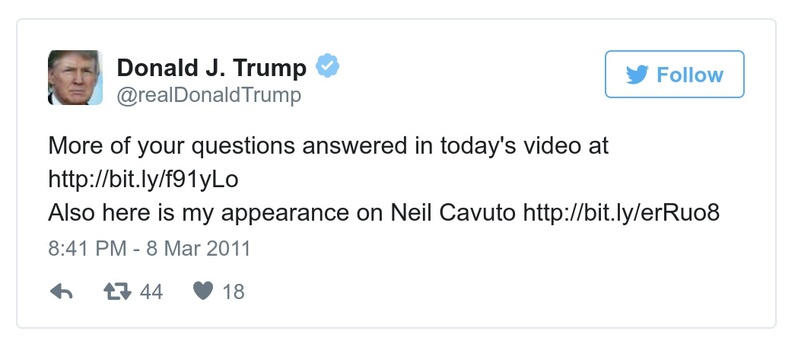 Donald J. Trump
@realDonaldTrump
Follow
More of your questions answered in today's video at
http://bit.ly/f91yLo
Also here is my appearance on Neil Cavuto http://bit.ly/erRuo8
8:41 PM - 8 Mar 2011
44 18